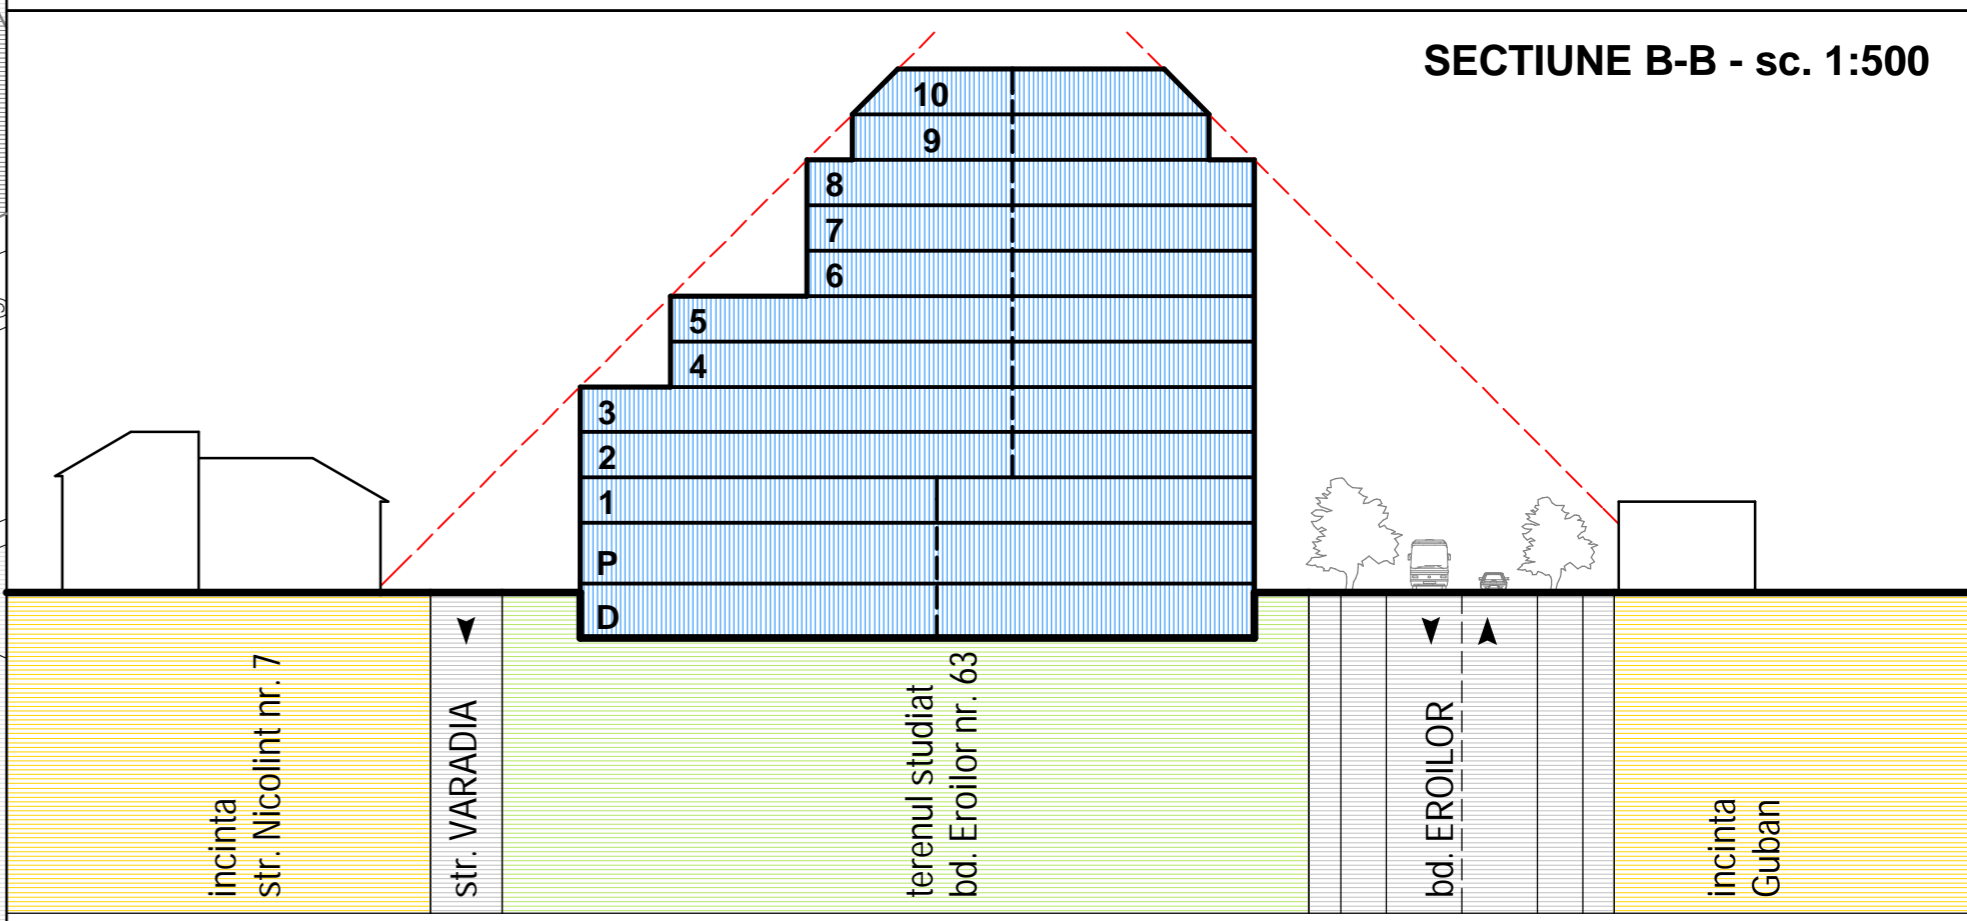 SECTIUNE B-B - sc. 1:500
10
9
8
7
6
5
4
3
2
1
P
D
incinta
str. Nicolint nr. 7
str. VARADIA
terenul studiat
bd. Eroilor nr. 63
bd. EROILOR
incinta
Guban